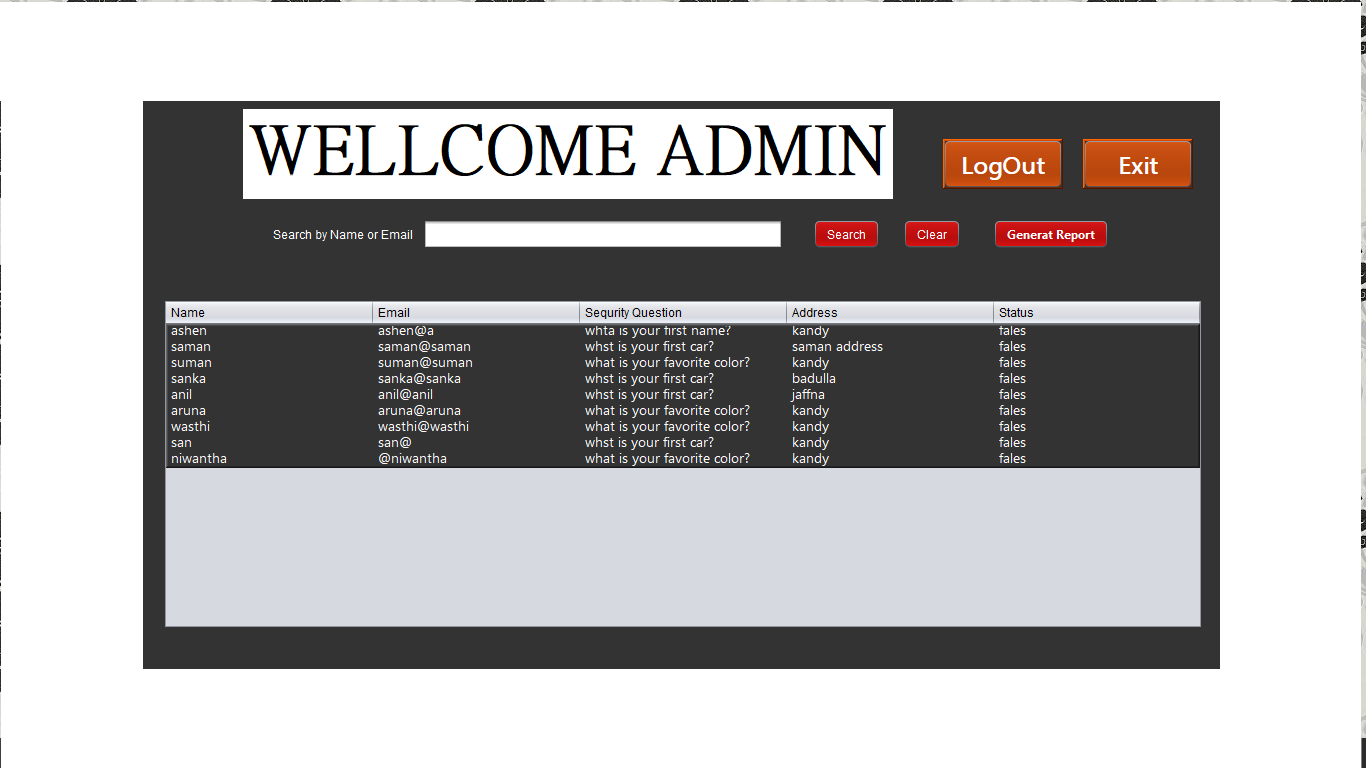 WELLCOME ADMIN
LogOut Exit
Search by Name or Email Search Clear Generat Report
Name Email Sequrity Question Address Status
ashen ashen@a whta is your first name? kandy fales
saman saman@saman whst is your first car? saman address fales
suman suman@suman what is your favorite color? kandy fales
sanka sanka@sanka whst is your first car? badulla fales
anil anil@anil whst is your first car? jaffna fales
aruna aruna@aruna what is your favorite color? kandy fales
wasthi wasthi@wasthi what is your favorite color? kandy fales
san san@ whst is your first car? kandy fales
niwantha @niwantha what is your favorite color? kandy fales